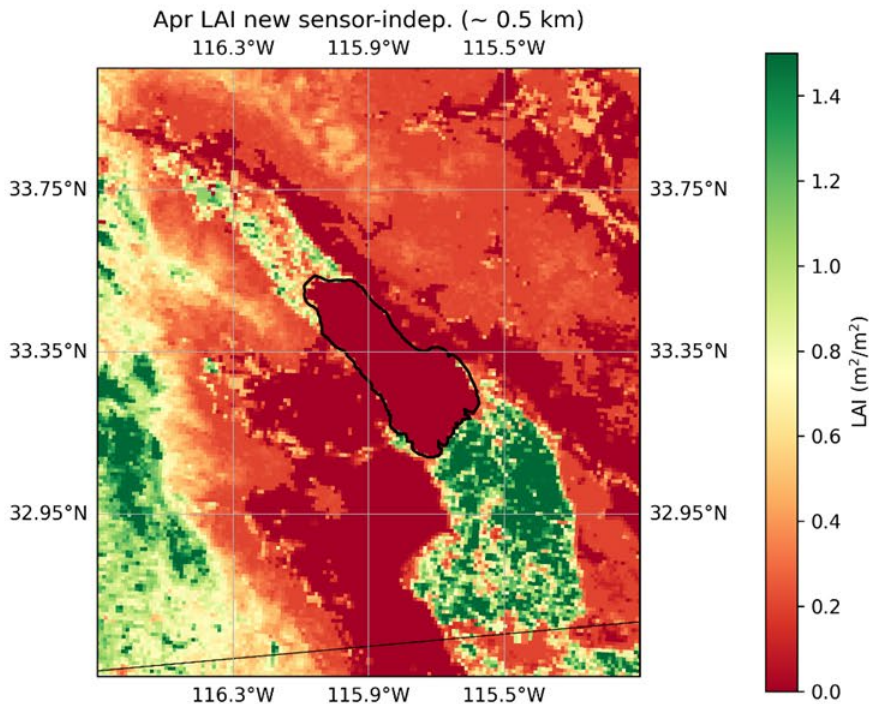 Apr LAI new sensor-indep. (~ 0.5 km)
116.3°W 115.9°W 115.5°W
1.4
33.75°N 33.75°N
1.2
1.0
33.35°N 33.35°N
0.8
LAI (m²/m²)
0.6
32.95°N 32.95°N
0.4
0.2
0.0
116.3°W 115.9°W 115.5°W